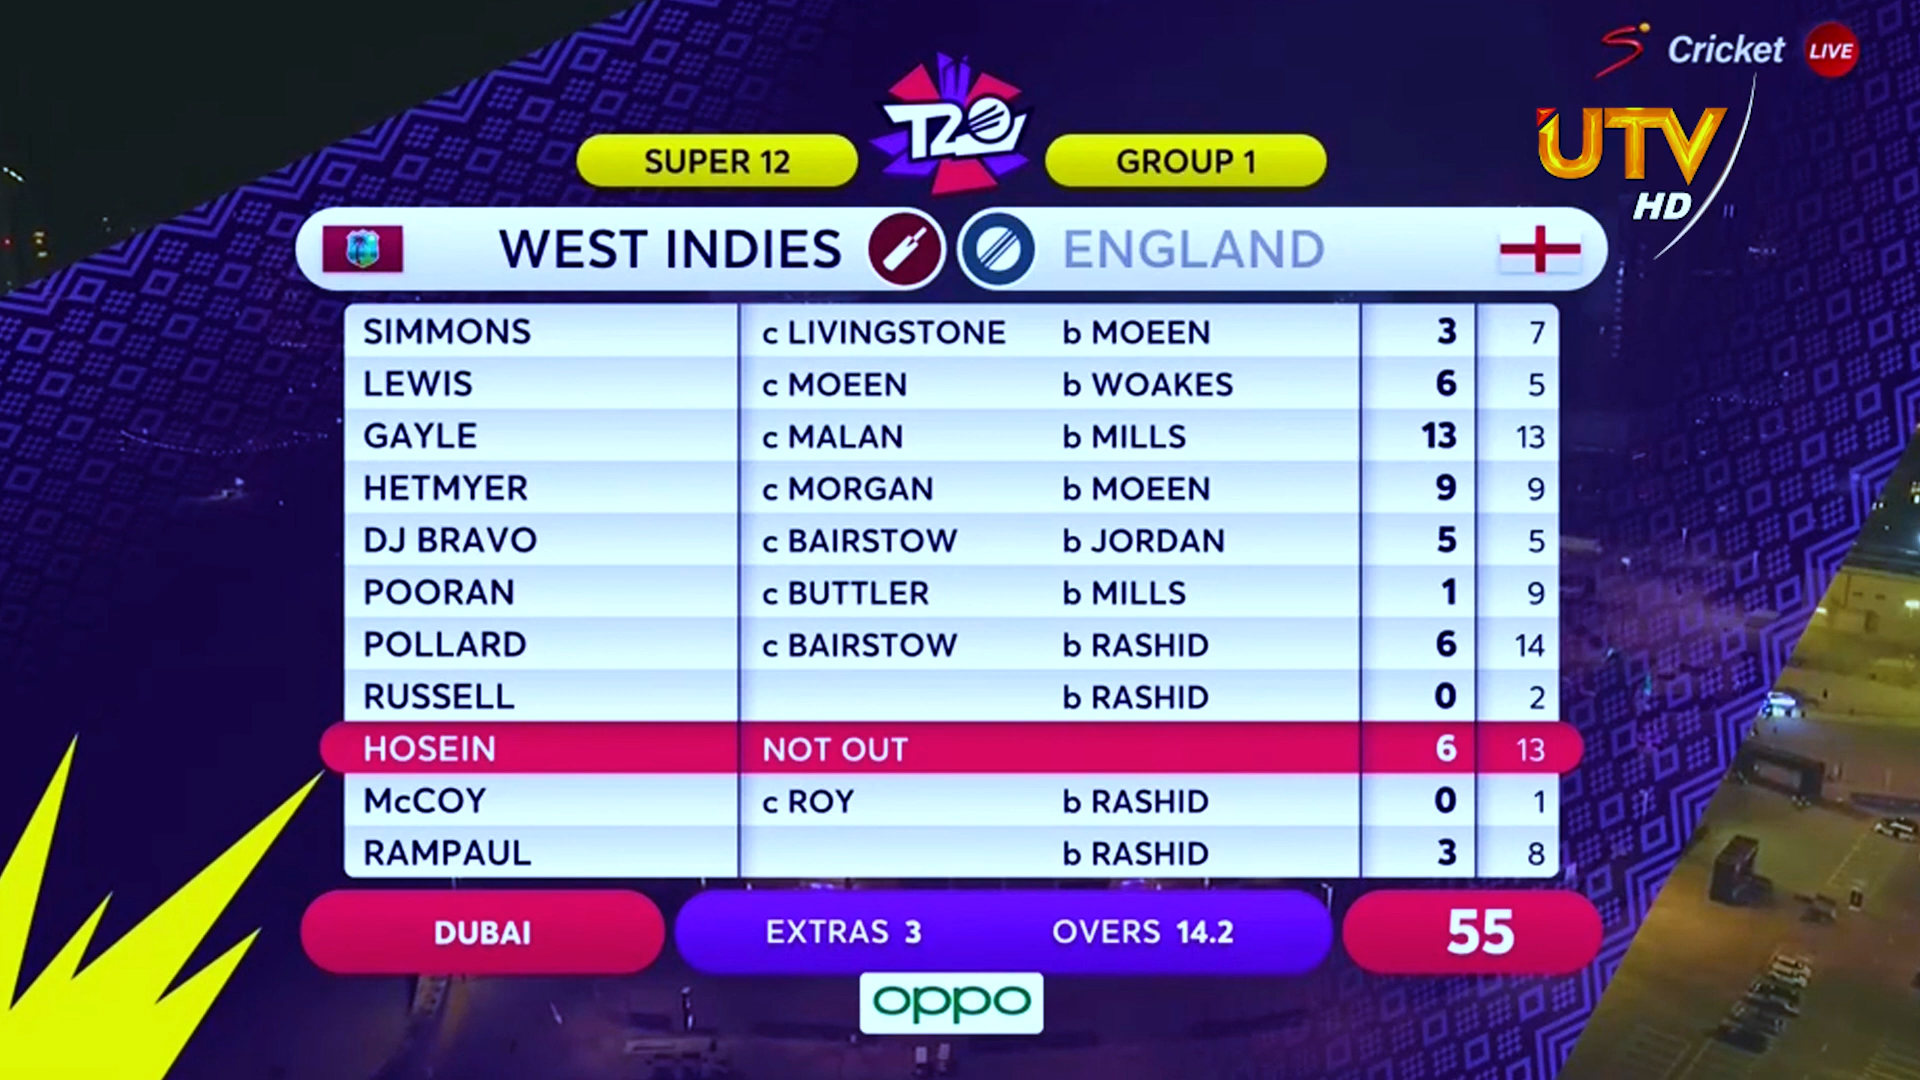 Cricket LIVE
UTV
HD
T20
SUPER 12 GROUP 1
WEST INDIES ENGLAND
SIMMONS c LIVINGSTONE b MOEEN 3 7
LEWIS c MOEEN b WOAKES 6 5
GAYLE c MALAN b MILLS 13 13
HETMYER c MORGAN b MOEEN 9 9
DJ BRAVO c BAIRSTOW b JORDAN 5 5
POORAN c BUTTLER b MILLS 1 9
POLLARD c BAIRSTOW b RASHID 6 14
RUSSELL b RASHID 0 2
HOSEIN NOT OUT 6 13
McCOY c ROY b RASHID 0 1
RAMPAUL b RASHID 3 8
DUBAI EXTRAS 3 OVERS 14.2 55
oppo